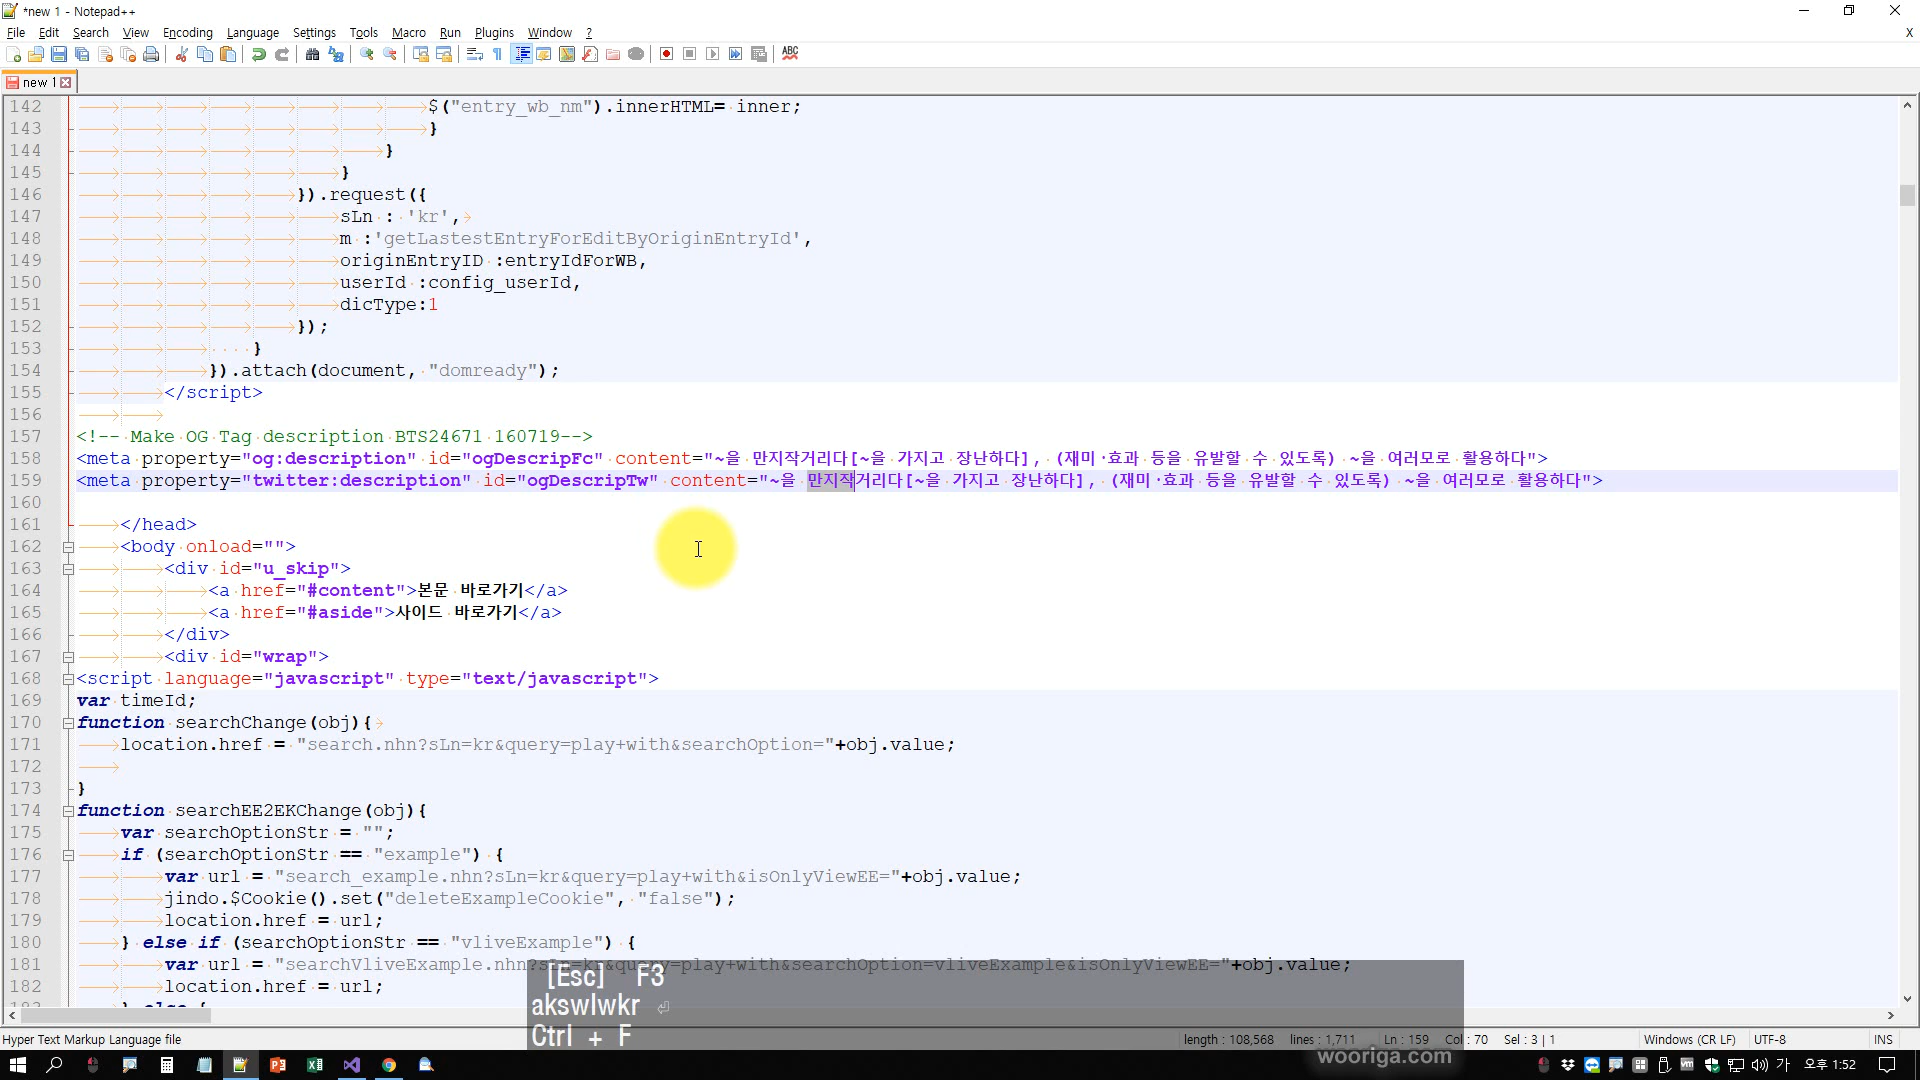 *new 1 - Notepad++
File Edit Search View Encoding Language Settings Tools Macro Run Plugins Window ? X
new 1
142 $("entry_wb_nm").innerHTML= inner;
143 }
144 }
145 }
146 }).request({
147 sLn : 'kr',
148 m :'getLastestEntryForEditByOriginEntryId',
149 originEntryID :entryIdForWB,
150 userId :config_userId,
151 dicType:1
152 });
153 }
154 }).attach(document, "domready");
155 </script>
156
157 <!-- Make OG Tag description BTS24671 160719-->
158 <meta property="og:description" id="ogDescripFc" content="~을 만지작거리다[~을 가지고 장난하다], (재미·효과 등을 유발할 수 있도록) ~을 여러모로 활용하다">
159 <meta property="twitter:description" id="ogDescripTw" content="~을 만지작거리다[~을 가지고 장난하다], (재미·효과 등을 유발할 수 있도록) ~을 여러모로 활용하다">
160
161 </head>
162 <body onload="">
163 <div id="u_skip">
164 <a href="#content">본문 바로가기</a>
165 <a href="#aside">사이드 바로가기</a>
166 </div>
167 <div id="wrap">
168 <script language="javascript" type="text/javascript">
169 var timeId;
170 function searchChange(obj){
171 location.href = "search.nhn?sLn=kr&query=play+with&searchOption="+obj.value;
172
173 }
174 function searchEE2EKChange(obj){
175 var searchOptionStr = "";
176 if (searchOptionStr == "example") {
177 var url = "search_example.nhn?sLn=kr&query=play+with&isOnlyViewEE="+obj.value;
178 jindo.$Cookie().set("deleteExampleCookie", "false");
179 location.href = url;
180 } else if (searchOptionStr == "vliveExample") {
181 var url = "searchVliveExample.nhn?sLn=kr&query=play+with&searchOption=vliveExample&isOnlyViewEE="+obj.value;
182 location.href = url;
[Esc] F3
akswlwkr
Ctrl + F
Hyper Text Markup Language file length : 108,568 lines : 1,711 Ln : 159 Col : 70 Sel : 3 | 1 Windows (CR LF) UTF-8 INS
wooriga.com
가 오후 1:52